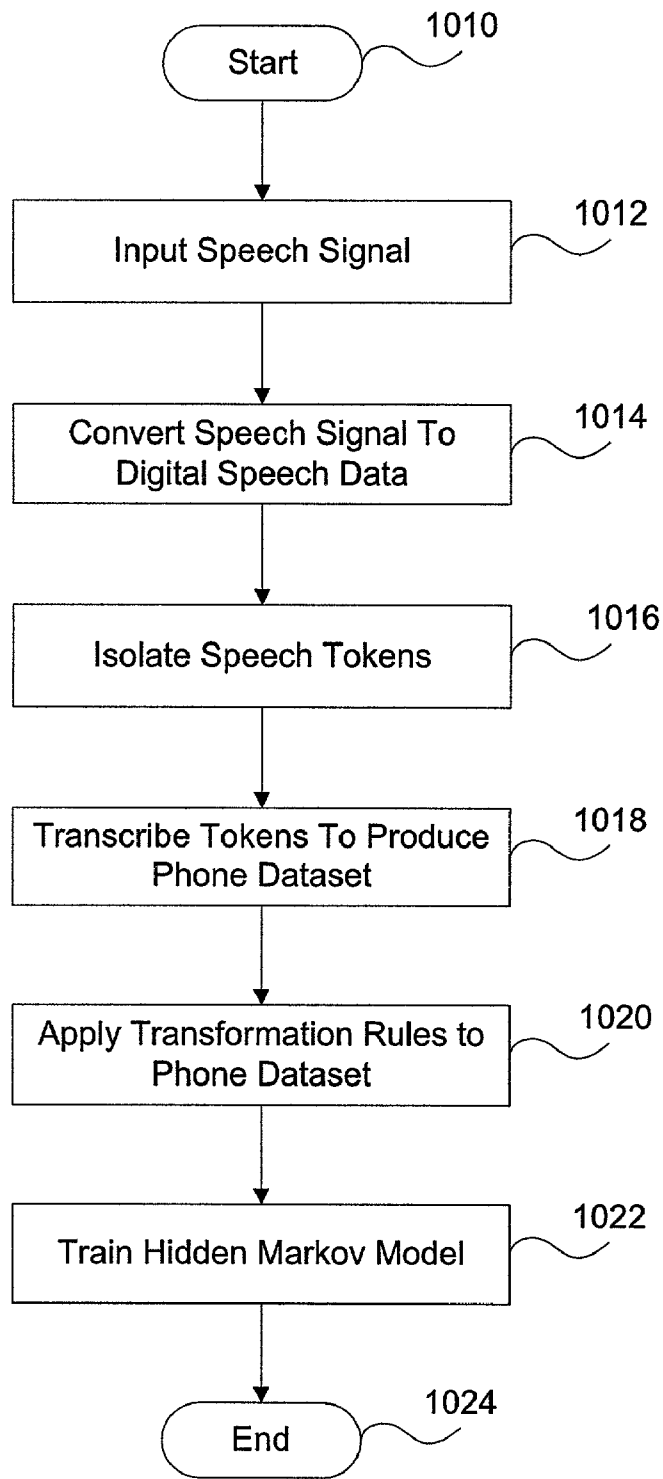 1010
Start
1012
Input Speech Signal
1014
Convert Speech Signal To
Digital Speech Data
1016
Isolate Speech Tokens
1018
Transcribe Tokens To Produce
Phone Dataset
1020
Apply Transformation Rules to
Phone Dataset
1022
Train Hidden Markov Model
1024
End